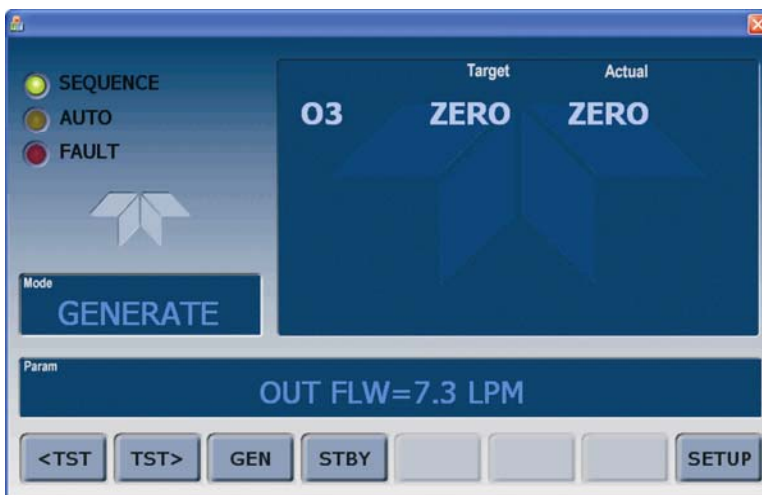 SEQUENCE
AUTO
FAULT
Target Actual
O3 ZERO ZERO
Mode
GENERATE
Param
OUT FLW=7.3 LPM
<TST TST> GEN STBY SETUP